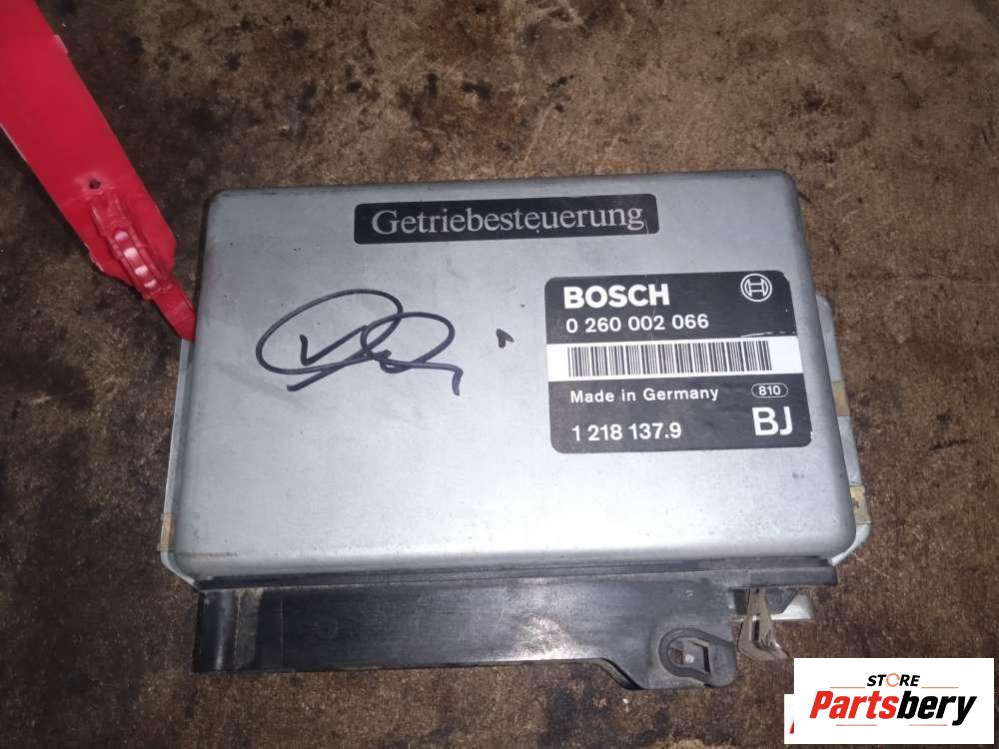 Getriebesteuerung
BOSCH
0 260 002 066
Made in Germany 810
1 218 137.9 BJ
STORE
Partsbery